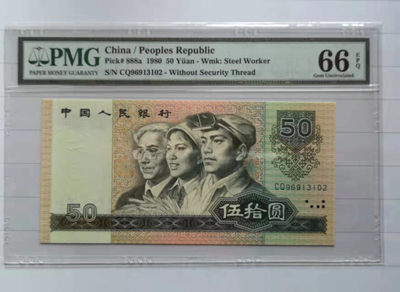 PMG
PAPER MONEY GUARANTY
China / Peoples Republic
Pick# 888a 1980 50 Yüan - Wmk: Steel Worker
S/N CQ96913102 - Without Security Thread
66 EPQ
Gem Uncirculated
中国人民银行
50
CQ96913102
50
伍拾圆